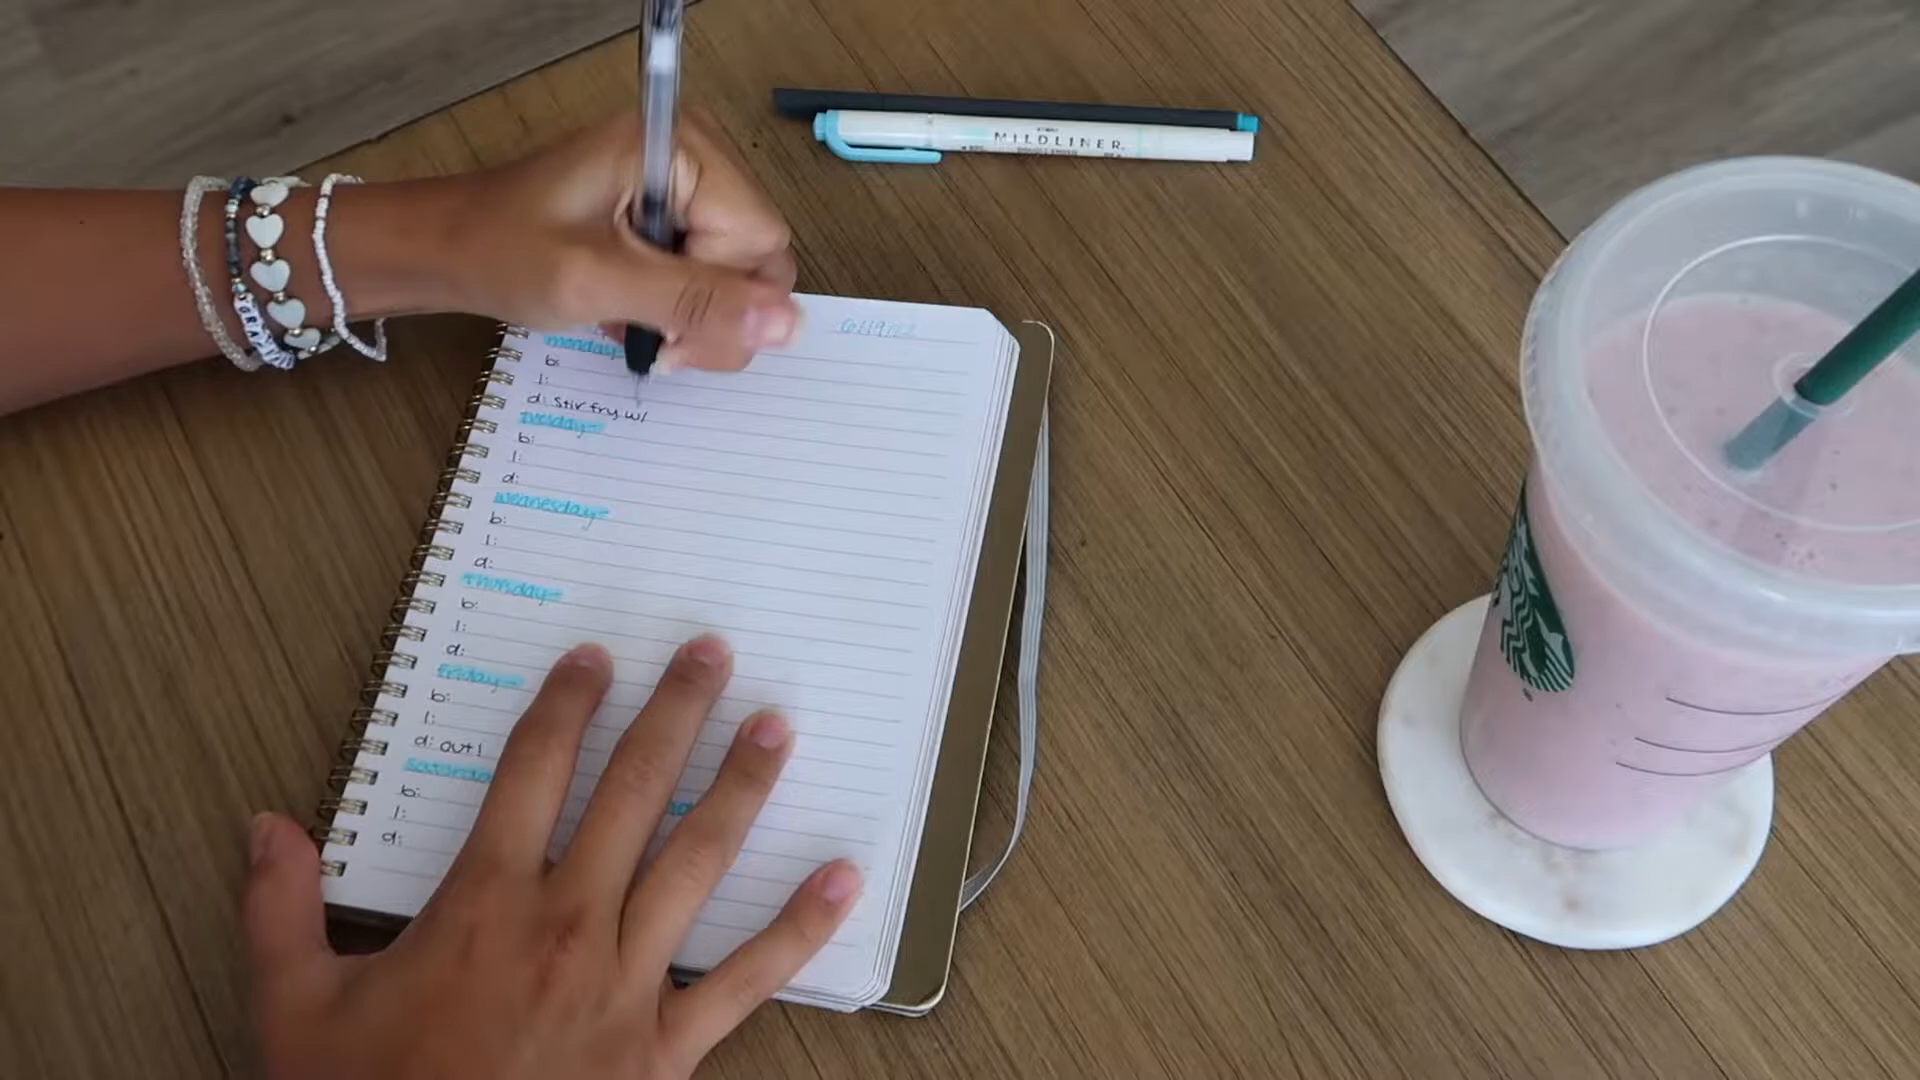 MILDLINER
monday-
b:
l:
d: stir fry w/
tuesday-
b:
l:
d:
wednesday-
b:
l:
d:
thursday-
b:
l:
d:
friday-
b:
l:
d: out!
b:
l:
d: